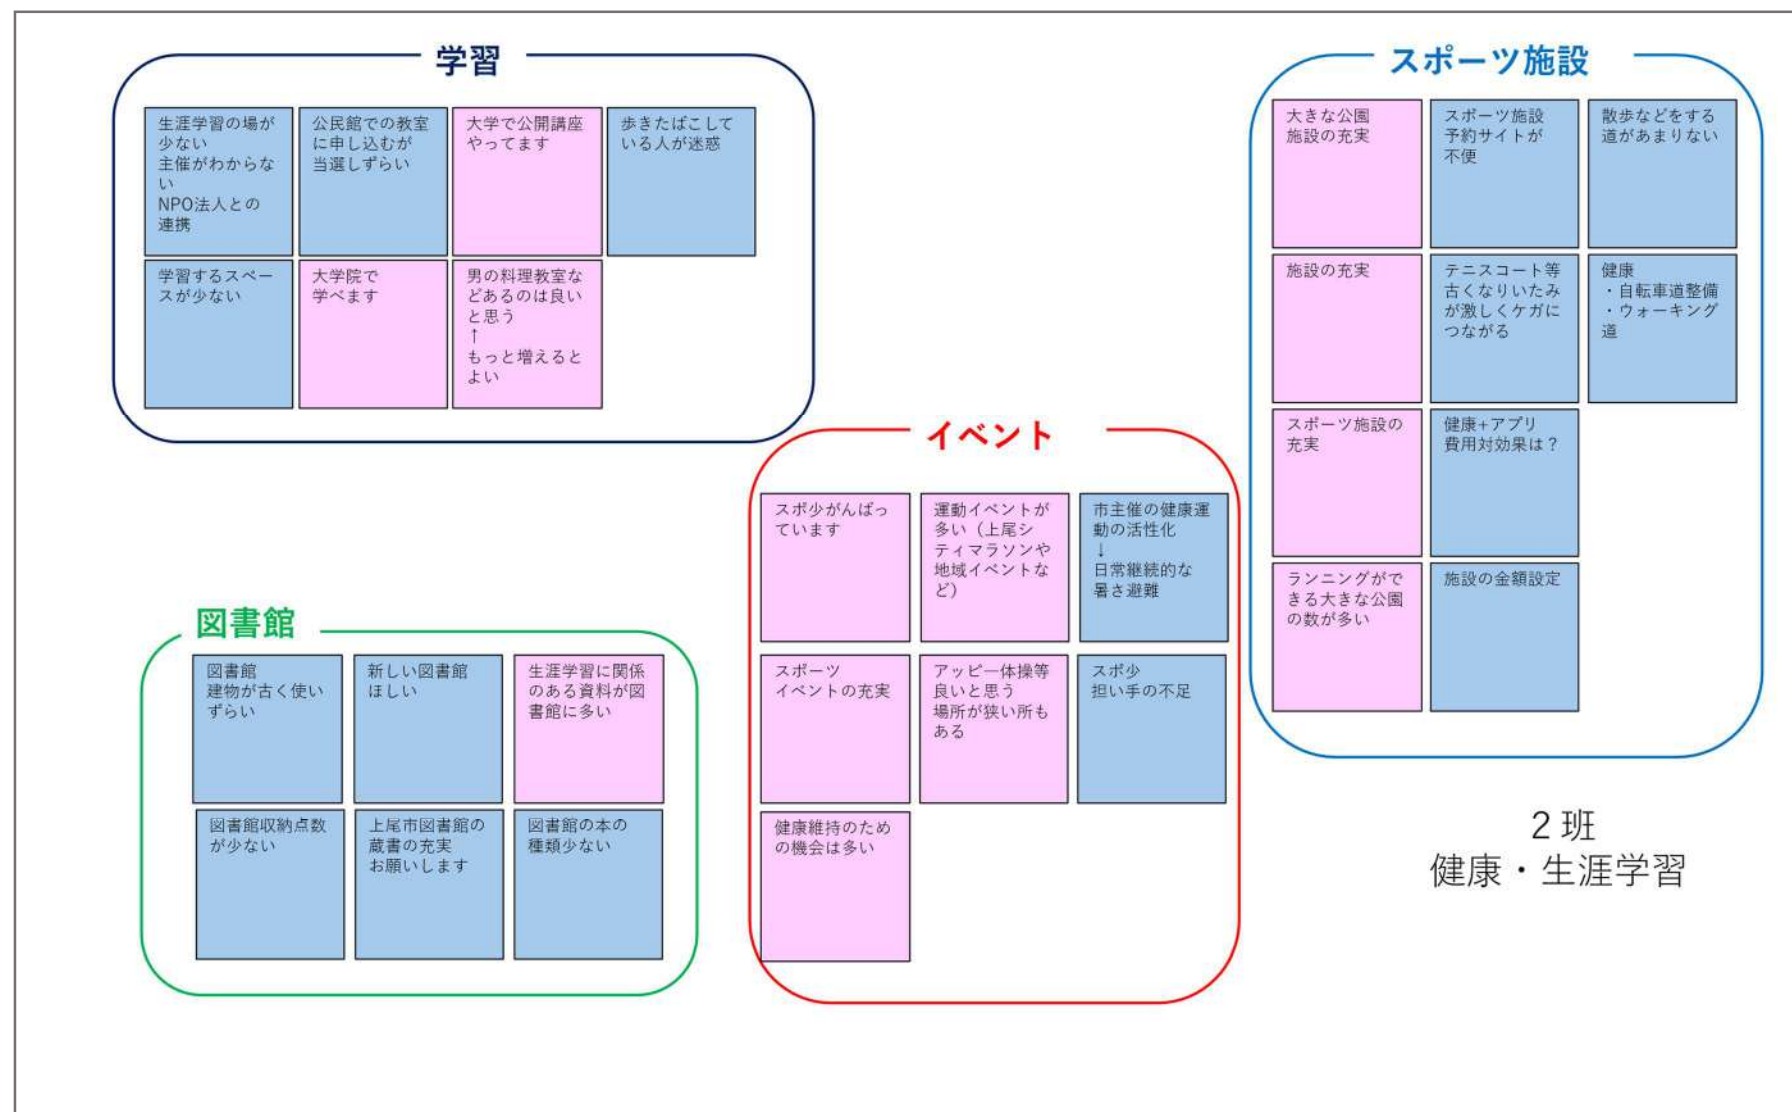 学習
生涯学習の場が
少ない
主催がわからな
い
NPO法人との
連携
公民館での教室
に申し込むが
当選しずらい
大学で公開講座
やってます
歩きたばこして
いる人が迷惑
学習するスペー
スが少ない
大学院で
学べます
男の料理教室な
どあるのは良い
と思う
↑
もっと増えると
よい
スポーツ施設
大きな公園
施設の充実
スポーツ施設
予約サイトが
不便
散歩などをする
道があまりない
施設の充実
テニスコート等
古くなりいたみ
が激しくケガに
つながる
健康
・自転車道整備
・ウォーキング
道
スポーツ施設の
充実
健康+アプリ
費用対効果は？
ランニングがで
きる大きな公園
の数が多い
施設の金額設定
イベント
スポ少がんばっ
ています
運動イベントが
多い（上尾シ
ティマラソンや
地域イベントな
ど）
市主催の健康運
動の活性化
↓
日常継続的な
暑さ避難
スポーツ
イベントの充実
アッピー体操等
良いと思う
場所が狭い所も
ある
スポ少
担い手の不足
健康維持のため
の機会は多い
図書館
図書館
建物が古く使い
ずらい
新しい図書館
ほしい
生涯学習に関係
のある資料が図
書館に多い
図書館収納点数
が少ない
上尾市図書館の
蔵書の充実
お願いします
図書館の本の
種類少ない
２班
健康・生涯学習